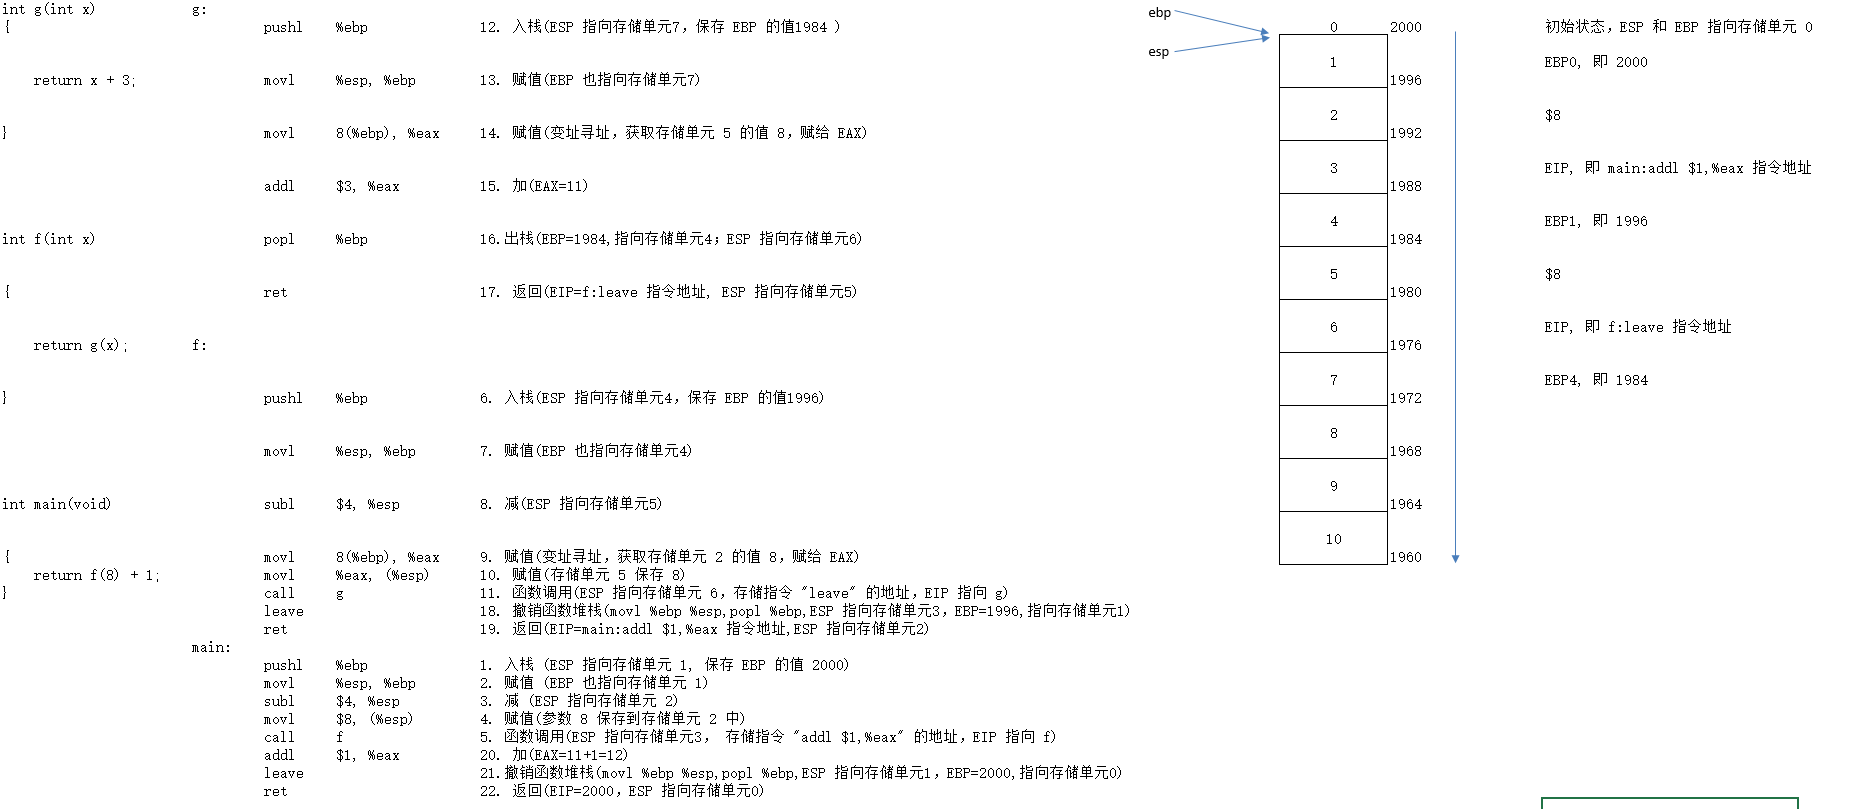 int g(int x) g: ebp
{ pushl %ebp 12. 入栈(ESP 指向存储单元7，保存 EBP 的值1984 ) 0 2000 初始状态，ESP 和 EBP 指向存储单元 0
esp
1 EBP0, 即 2000
return x + 3; movl %esp, %ebp 13. 赋值(EBP 也指向存储单元7) 1996
2 $8
} movl 8(%ebp), %eax 14. 赋值(变址寻址，获取存储单元 5 的值 8，赋给 EAX) 1992
3 EIP, 即 main:addl $1,%eax 指令地址
addl $3, %eax 15. 加(EAX=11) 1988
4 EBP1, 即 1996
int f(int x) popl %ebp 16.出栈(EBP=1984,指向存储单元4；ESP 指向存储单元6) 1984
5 $8
{ ret 17. 返回(EIP=f:leave 指令地址, ESP 指向存储单元5) 1980
6 EIP, 即 f:leave 指令地址
return g(x); f: 1976
7 EBP4, 即 1984
} pushl %ebp 6. 入栈(ESP 指向存储单元4，保存 EBP 的值1996) 1972
8
movl %esp, %ebp 7. 赋值(EBP 也指向存储单元4) 1968
9
int main(void) subl $4, %esp 8. 减(ESP 指向存储单元5) 1964
10
{ movl 8(%ebp), %eax 9. 赋值(变址寻址，获取存储单元 2 的值 8，赋给 EAX) 1960
return f(8) + 1; movl %eax, (%esp) 10. 赋值(存储单元 5 保存 8)
} call g 11. 函数调用(ESP 指向存储单元 6，存储指令 "leave" 的地址，EIP 指向 g)
leave 18. 撤销函数堆栈(movl %ebp %esp,popl %ebp,ESP 指向存储单元3，EBP=1996,指向存储单元1)
ret 19. 返回(EIP=main:addl $1,%eax 指令地址,ESP 指向存储单元2)
main:
pushl %ebp 1. 入栈 (ESP 指向存储单元 1, 保存 EBP 的值 2000)
movl %esp, %ebp 2. 赋值 (EBP 也指向存储单元 1)
subl $4, %esp 3. 减 (ESP 指向存储单元 2)
movl $8, (%esp) 4. 赋值(参数 8 保存到存储单元 2 中)
call f 5. 函数调用(ESP 指向存储单元3， 存储指令 "addl $1,%eax" 的地址，EIP 指向 f)
addl $1, %eax 20. 加(EAX=11+1=12)
leave 21.撤销函数堆栈(movl %ebp %esp,popl %ebp,ESP 指向存储单元1，EBP=2000,指向存储单元0)
ret 22. 返回(EIP=2000，ESP 指向存储单元0)